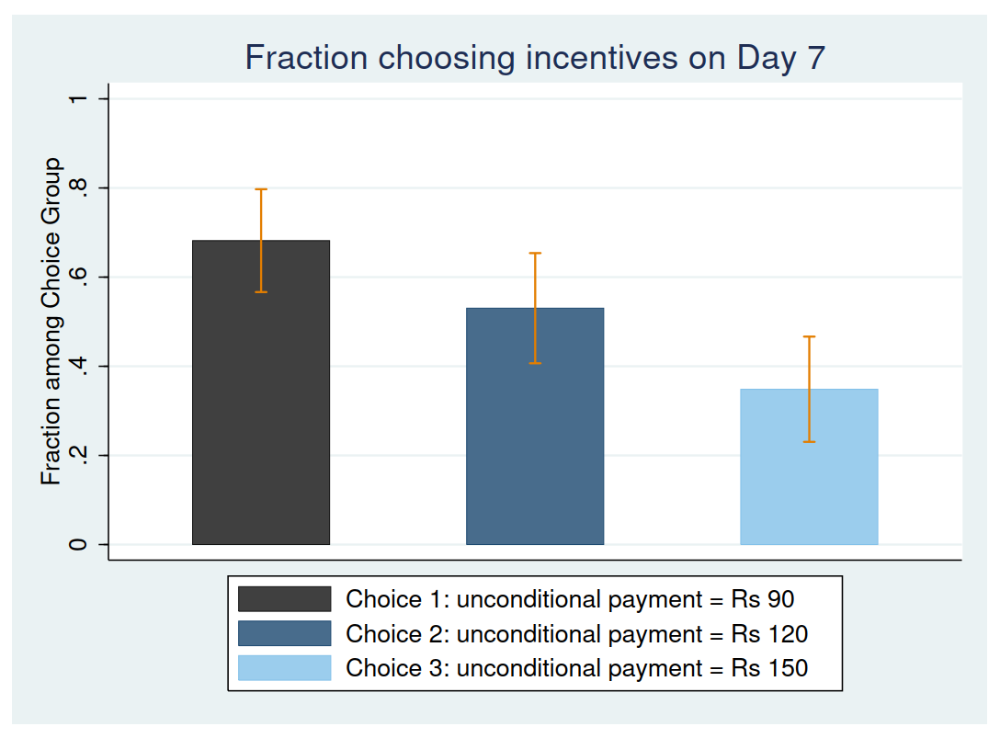 Fraction choosing incentives on Day 7
Fraction among Choice Group
1
.8
.6
.4
.2
0
Choice 1: unconditional payment = Rs 90
Choice 2: unconditional payment = Rs 120
Choice 3: unconditional payment = Rs 150